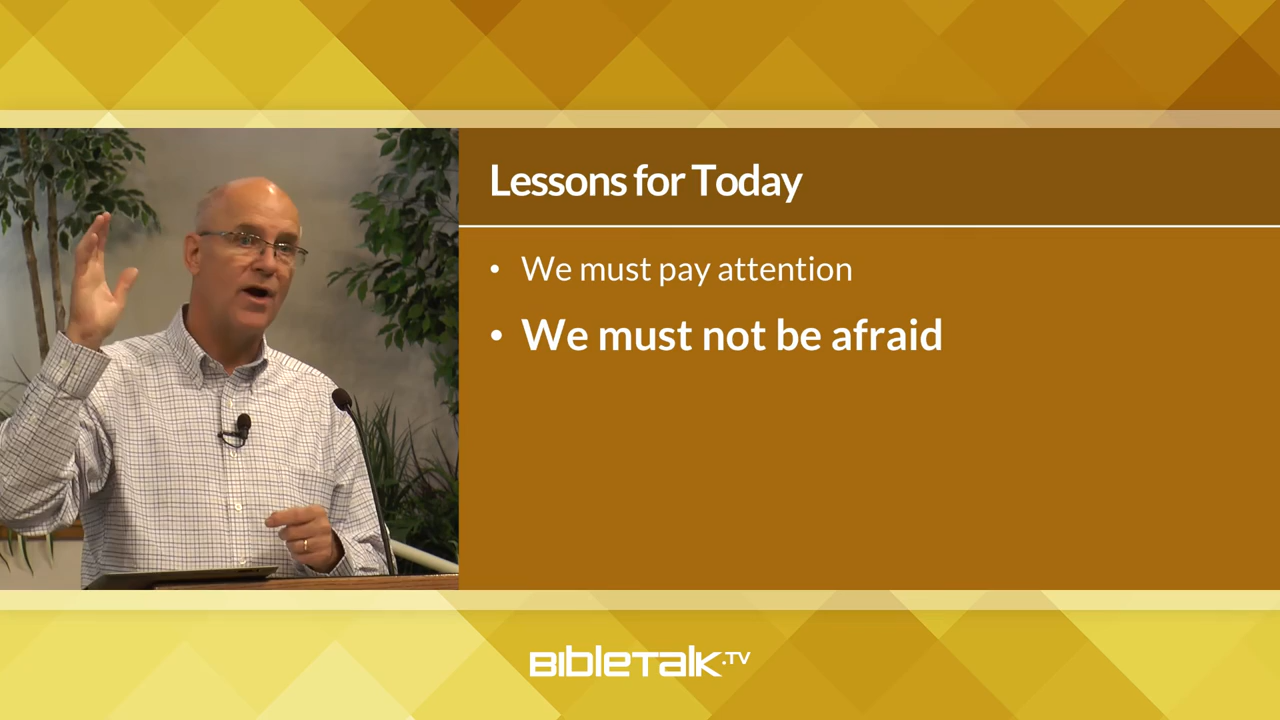 Lessons for Today
• We must pay attention
• We must not be afraid
BIBLETALK.TV